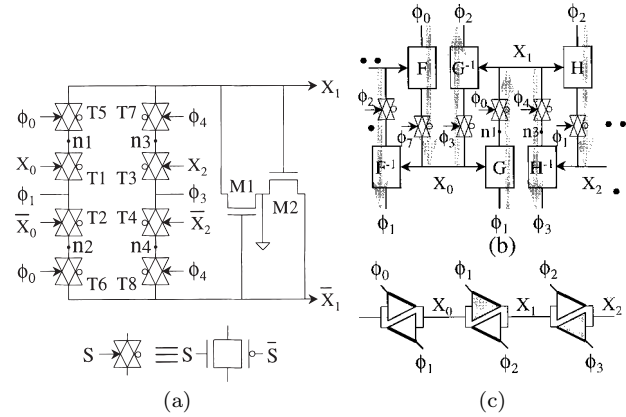 (a)
X₁
ϕ₀ T5 T7 ϕ₄
n1 n3
X₀ T1 T3 X₂
ϕ₁ ϕ₃
X̅₀ T2 T4 X̅₂
n2 n4
ϕ₀ T6 T8 ϕ₄
M1 M2
X̅₁
S ≡ S S̅
(a)
(c)
ϕ₀ ϕ₂ ϕ₂
F G⁻¹ X₁ H
ϕ₂ ϕ₇ ϕ₃ ϕ₀ n1 ϕ₄ n3 ϕ₁
F⁻¹ X₀ G H⁻¹ X₂
ϕ₁ ϕ₁ ϕ₃
(b)
ϕ₀ ϕ₁ ϕ₂
X₀ X₁ X₂
ϕ₁ ϕ₂ ϕ₃
(c)